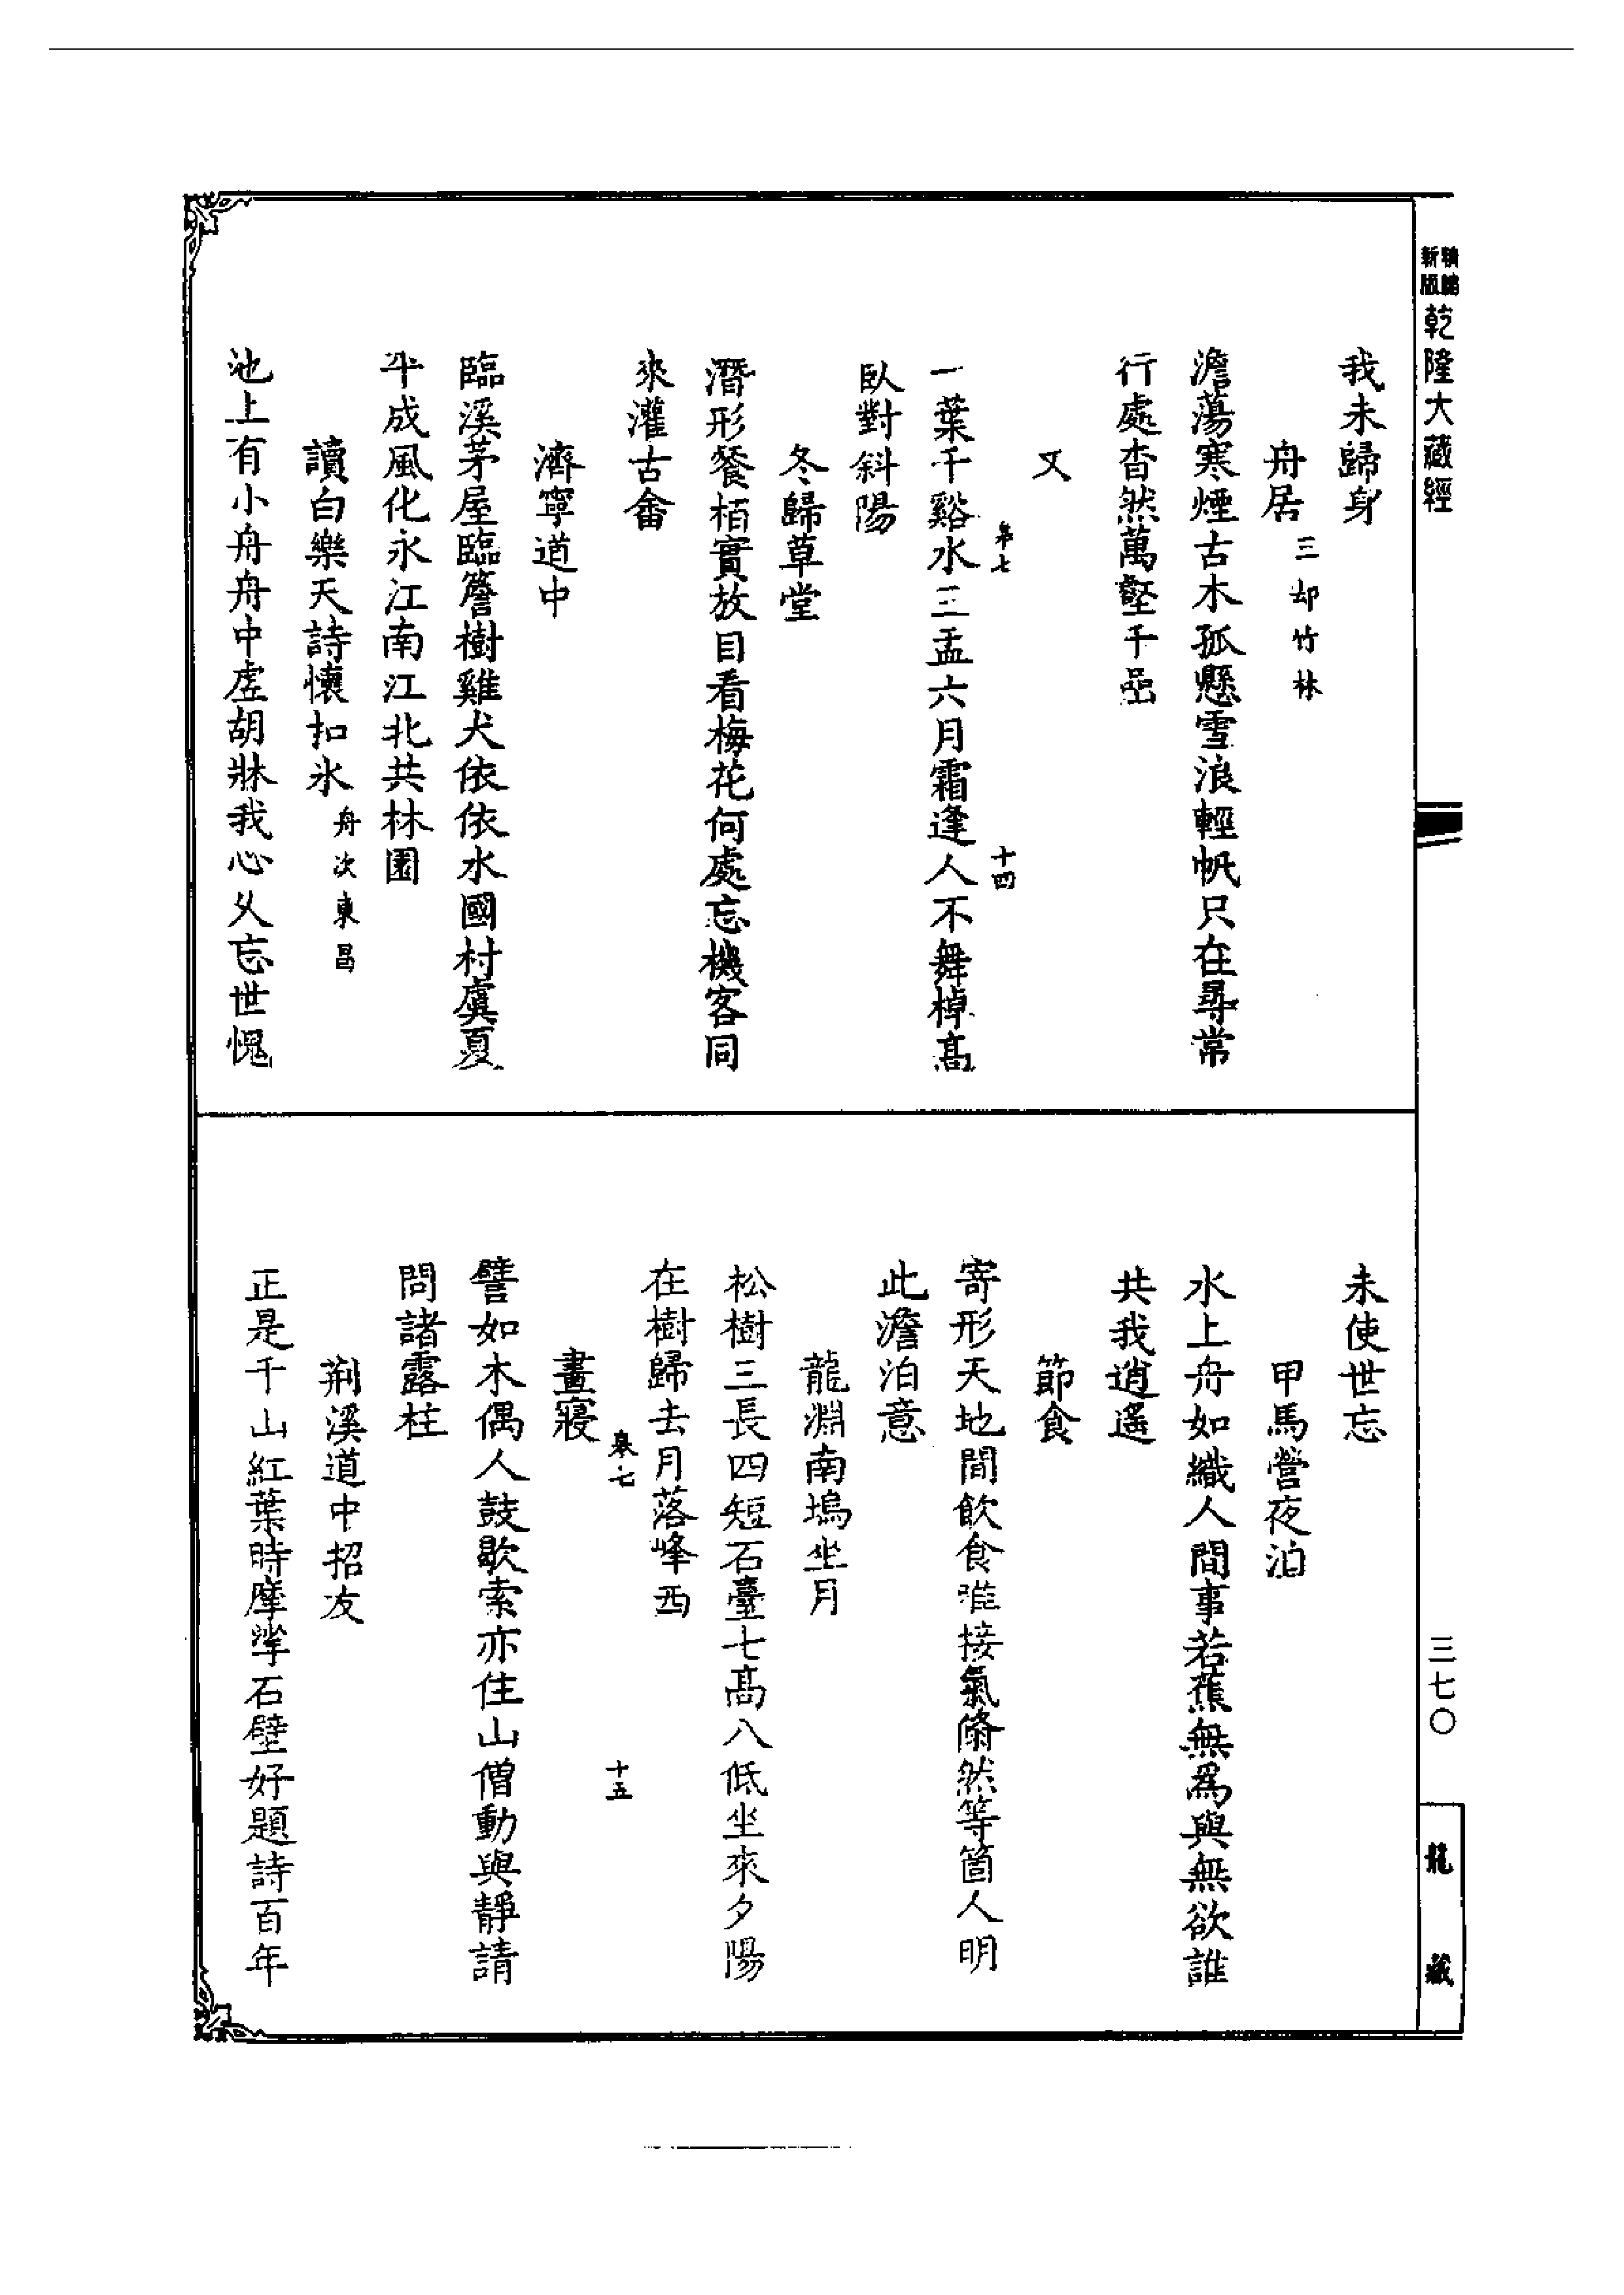 新版
乾隆大藏經
我未歸身
舟居三却竹林
澹蕩寒煙古木孤懸雪浪輕帆只在尋常
行處杳然萬壑千嵒
又
臯七
十四
一葉千谿水三盂六月霜逢人不舞棹高
臥對斜陽
冬歸草堂
潛形餐栢實放目看梅花何處忘機客同
來灌古畬
濟寧道中
臨溪茅屋臨簷樹雞犬依依水國村虞夏
年成風化永江南江北共林園
讀白樂天詩懷扣氷舟次東昌
池上有小舟舟中虛胡牀我心久忘世愧
未使世忘
甲馬營夜泊
水上舟如織人間事若蕉無爲與無欲誰
共我逍遙
節食
寄形天地間飲食唯接氣翛然等箇人明
此澹泊意
龍淵南塢坐月
松樹三長四短石臺七高八低坐來夕陽
在樹歸去月落峰西
臯七
十五
晝寢
譬如木偶人鼓歇索亦住山僧動與靜請
問諸露柱
荊溪道中招友
正是千山紅葉時摩挲石壁好題詩百年
三七〇
龍藏